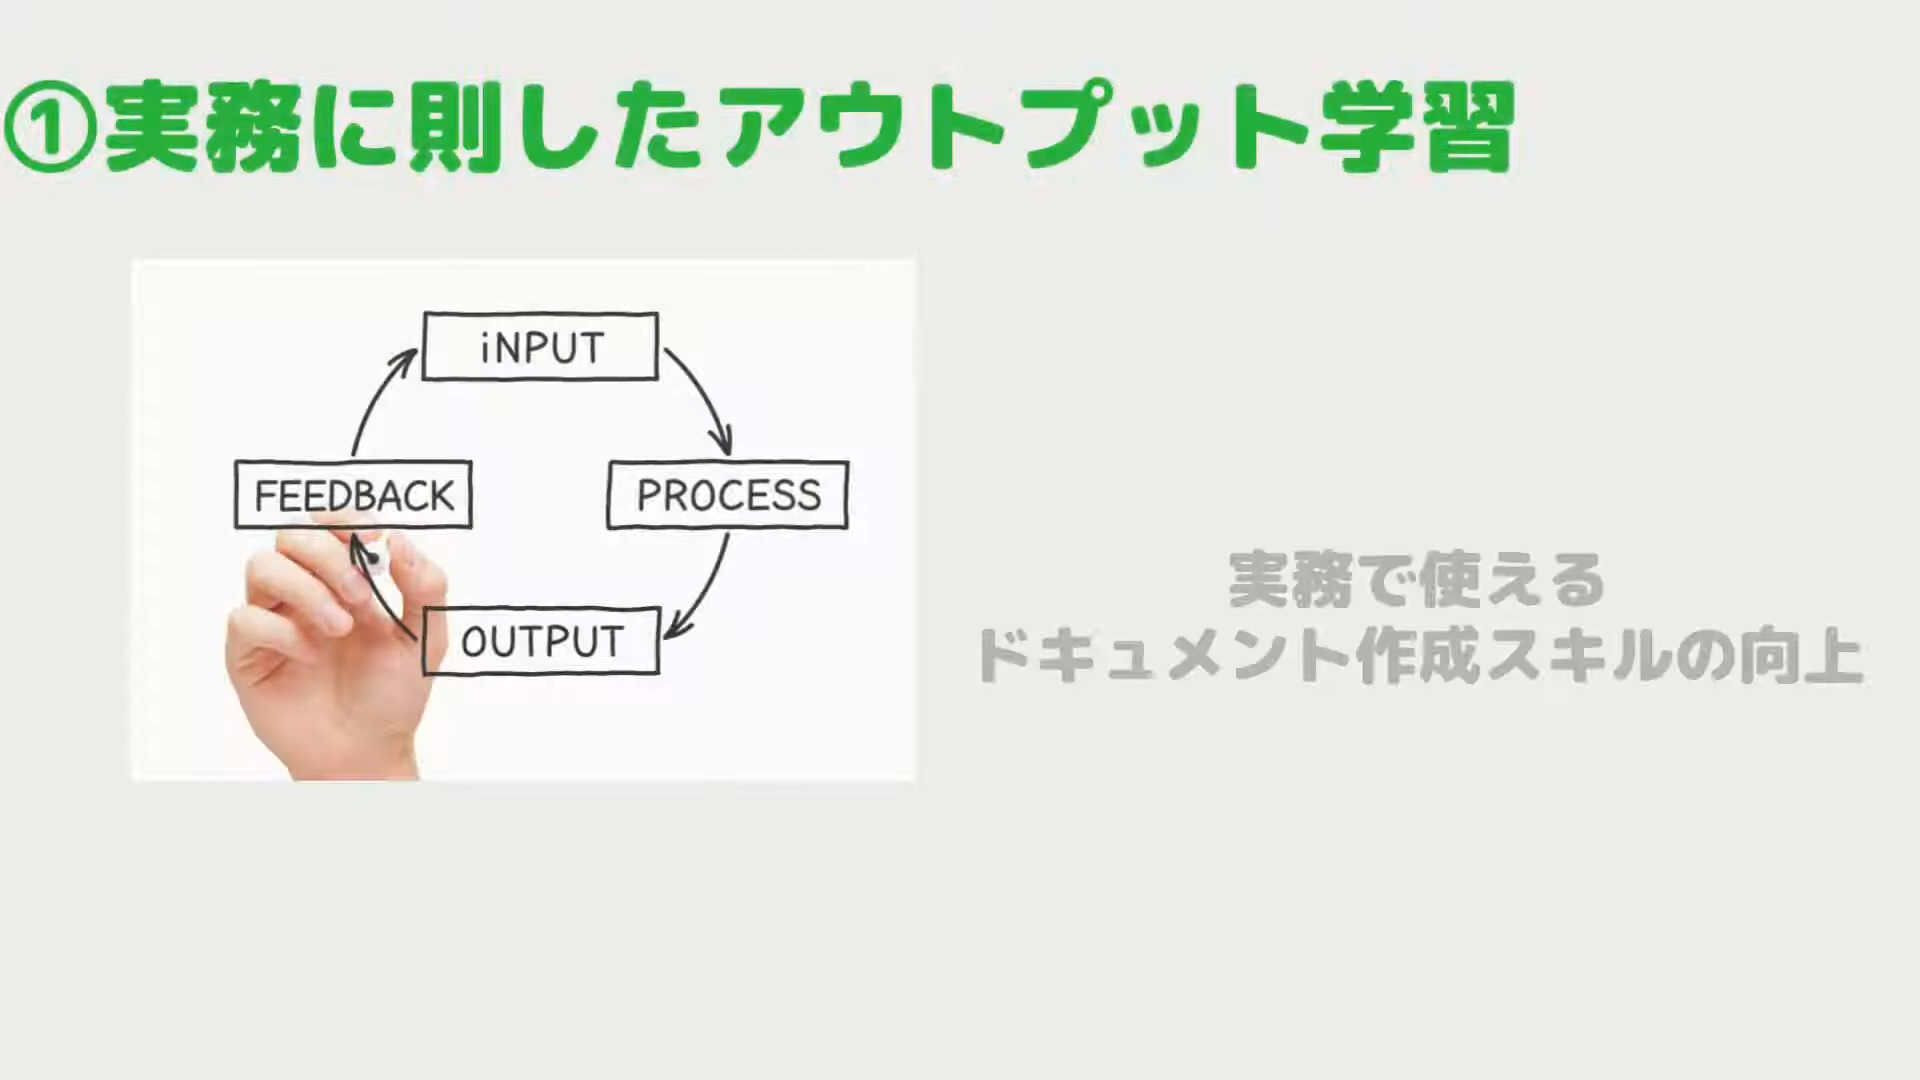 ①実務に則したアウトプット学習
iNPUT
FEEDBACK
PROCESS
OUTPUT
実務で使える
ドキュメント作成スキルの向上